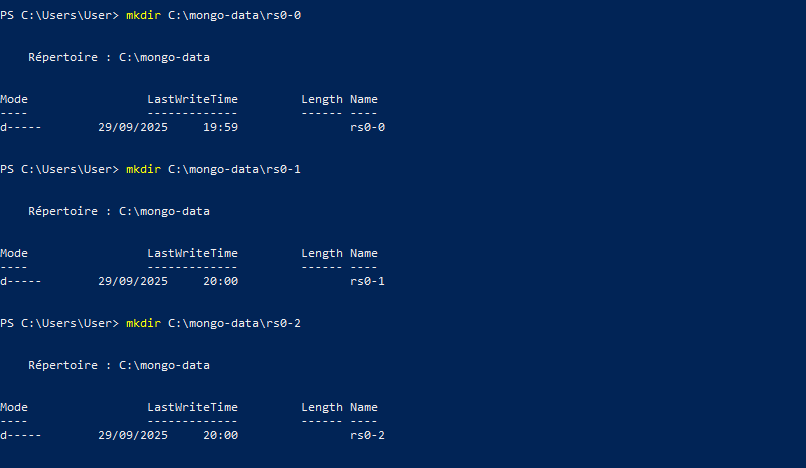 PS C:\Users\User> mkdir C:\mongo-data\rs0-0
Répertoire : C:\mongo-data
Mode LastWriteTime Length Name
---- ------------- ------ ----
d----- 29/09/2025 19:59 rs0-0
PS C:\Users\User> mkdir C:\mongo-data\rs0-1
Répertoire : C:\mongo-data
Mode LastWriteTime Length Name
---- ------------- ------ ----
d----- 29/09/2025 20:00 rs0-1
PS C:\Users\User> mkdir C:\mongo-data\rs0-2
Répertoire : C:\mongo-data
Mode LastWriteTime Length Name
---- ------------- ------ ----
d----- 29/09/2025 20:00 rs0-2